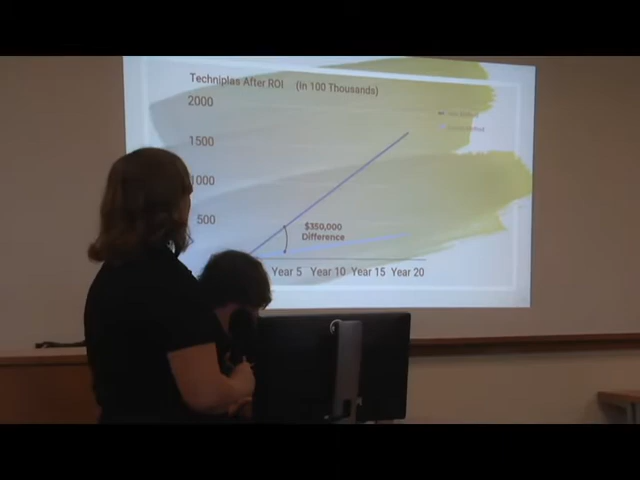 Techniplas After ROI (in 100 Thousands)
2000
1500
1000
500
$350,000
Difference
Year 5 Year 10 Year 15 Year 20